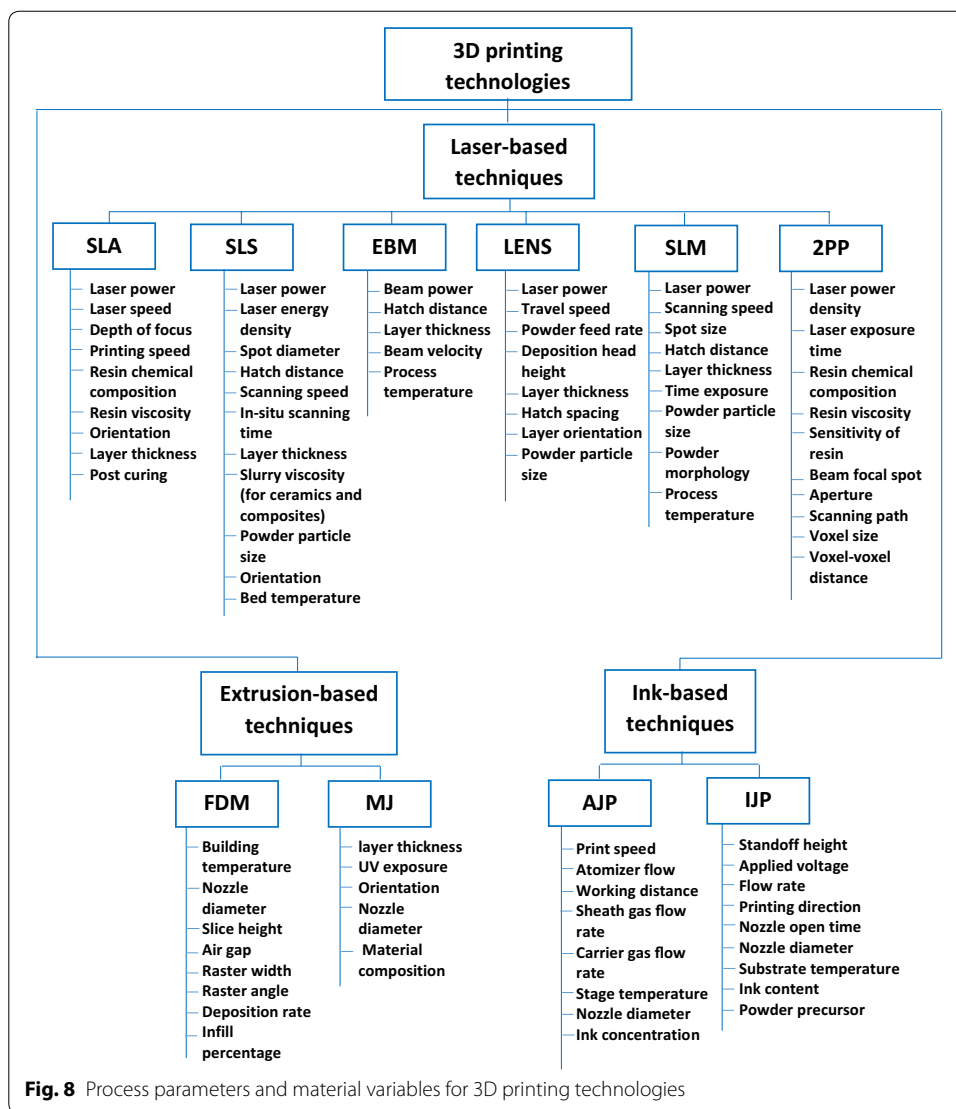 3D printing
technologies
Laser-based
techniques
SLA
Laser power
Laser speed
Depth of focus
Printing speed
Resin chemical
composition
Resin viscosity
Orientation
Layer thickness
Post curing
SLS
Laser power
Laser energy
density
Spot diameter
Hatch distance
Scanning speed
In-situ scanning
time
Layer thickness
Slurry viscosity
(for ceramics and
composites)
Powder particle
size
Orientation
Bed temperature
EBM
Beam power
Hatch distance
Layer thickness
Beam velocity
Process
temperature
LENS
Laser power
Travel speed
Powder feed rate
Deposition head
height
Layer thickness
Hatch spacing
Layer orientation
Powder particle
size
SLM
Laser power
Scanning speed
Spot size
Hatch distance
Layer thickness
Time exposure
Powder particle
size
Powder
morphology
Process
temperature
2PP
Laser power
density
Laser exposure
time
Resin chemical
composition
Resin viscosity
Sensitivity of
resin
Beam focal spot
Aperture
Scanning path
Voxel size
Voxel-voxel
distance
Extrusion-based
techniques
FDM
Building
temperature
Nozzle
diameter
Slice height
Air gap
Raster width
Raster angle
Deposition rate
Infill
percentage
MJ
layer thickness
UV exposure
Orientation
Nozzle
diameter
Material
composition
Ink-based
techniques
AJP
Print speed
Atomizer flow
Working distance
Sheath gas flow
rate
Carrier gas flow
rate
Stage temperature
Nozzle diameter
Ink concentration
IJP
Standoff height
Applied voltage
Flow rate
Printing direction
Nozzle open time
Nozzle diameter
Substrate temperature
Ink content
Powder precursor
Fig. 8 Process parameters and material variables for 3D printing technologies